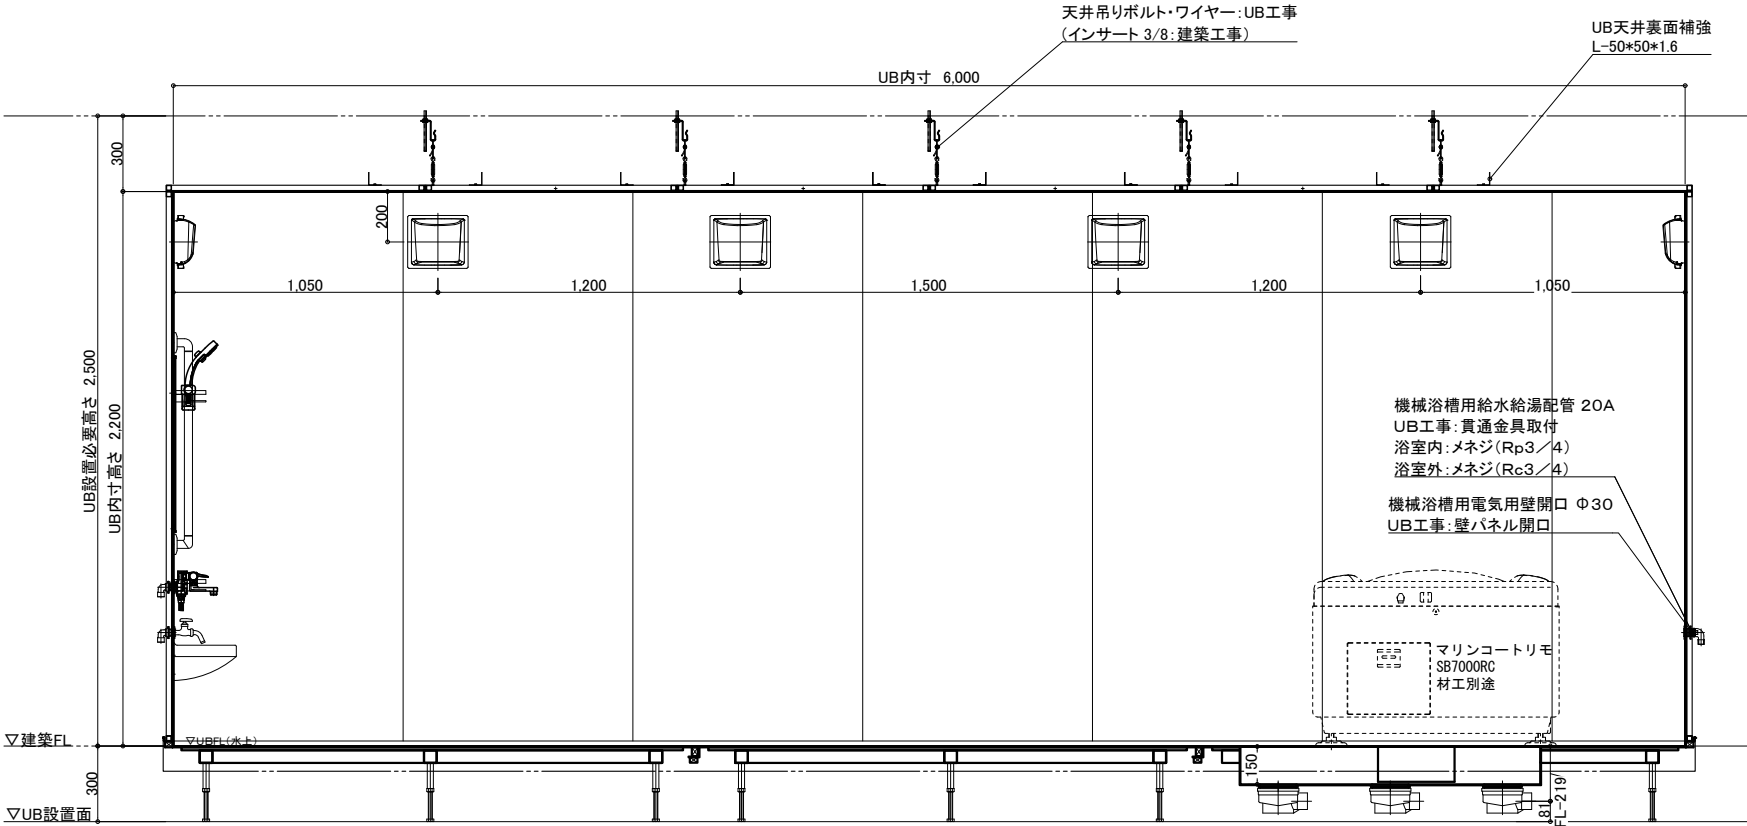 天井吊りボルト・ワイヤー：UB工事
（インサート 3/8：建築工事）
UB天井裏面補強
L-50*50*1.6
UB内寸 6,000
300
200
1,050
1,200
1,500
1,200
1,050
UB設置必要高さ 2,500
UB内寸高さ 2,200
機械浴槽用給水給湯配管 20A
UB工事：貫通金具取付
浴室内：メネジ（Rp3／4）
浴室外：メネジ（Rc3／4）
機械浴槽用電気用壁開口 Φ30
UB工事：壁パネル開口
マリンコートリモ
SB7000RC
材工別途
▽建築FL
▽UBFL(水上)
150
300
81
FL-219
▽UB設置面